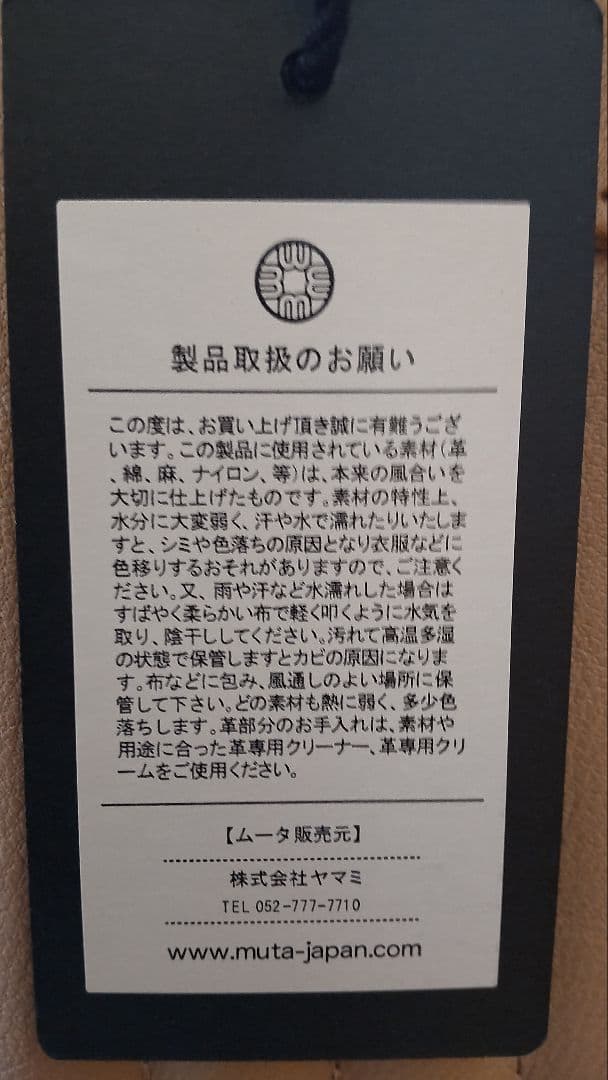 製品取扱のお願い
この度は、お買い上げ頂き誠に有難うござ
います。この製品に使用されている素材(革
、綿、麻、ナイロン、等)は、本来の風合いを
大切に仕上げたものです。素材の特性上、
水分に大変弱く、汗や水で濡れたりいたしま
すと、シミや色落ちの原因となり衣服などに
色移りするおそれがありますので、ご注意く
ださい。又、雨や汗など水濡れした場合は
すばやく柔らかい布で軽く叩くように水気を
取り、陰干ししてください。汚れて高温多湿
の状態で保管しますとカビの原因になりま
す。布などに包み、風通しのよい場所に保
管して下さい。どの素材も熱に弱く、多少色
落ちします。革部分のお手入れは、素材や
用途に合った革専用クリーナー、革専用クリ
ームをご使用ください。
【ムータ販売元】
株式会社ヤマミ
TEL 052-777-7710
www.muta-japan.com